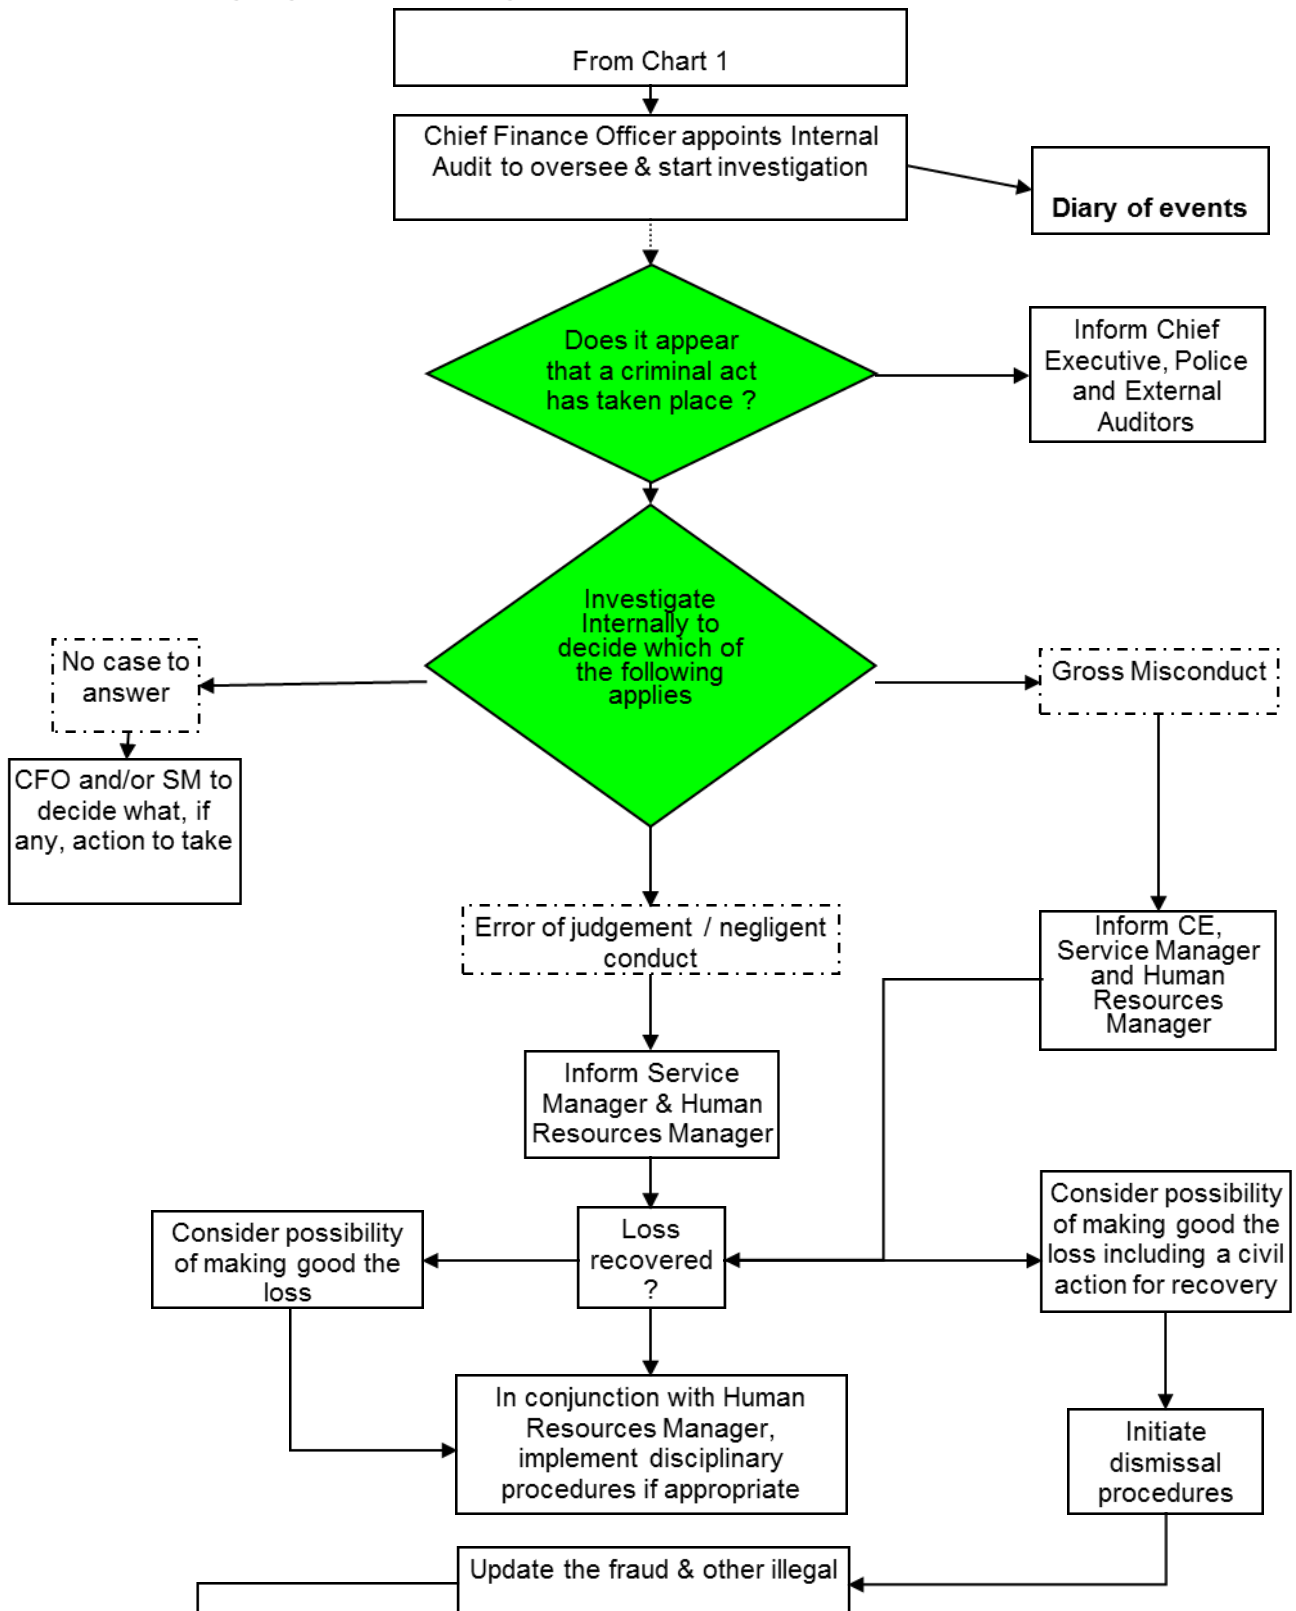 From Chart 1
Chief Finance Officer appoints Internal
Audit to oversee & start investigation
Diary of events
Does it appear
that a criminal act
has taken place ?
Inform Chief
Executive, Police
and External
Auditors
Investigate
Internally to
decide which of
the following
applies
No case to
answer
Gross Misconduct
CFO and/or SM to
decide what, if
any, action to take
Error of judgement / negligent
conduct
Inform CE,
Service Manager
and Human
Resources
Manager
Inform Service
Manager & Human
Resources Manager
Consider possibility
of making good the
loss
Loss
recovered
?
Consider possibility
of making good the
loss including a civil
action for recovery
In conjunction with Human
Resources Manager,
implement disciplinary
procedures if appropriate
Initiate
dismissal
procedures
Update the fraud & other illegal